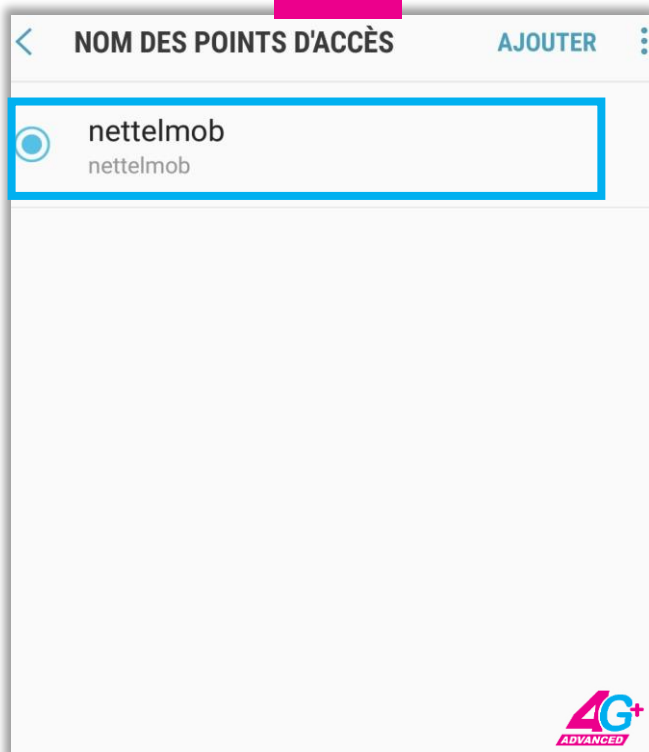 NOM DES POINTS D'ACCÈS AJOUTER
nettelmob
nettelmob
4G+
ADVANCED